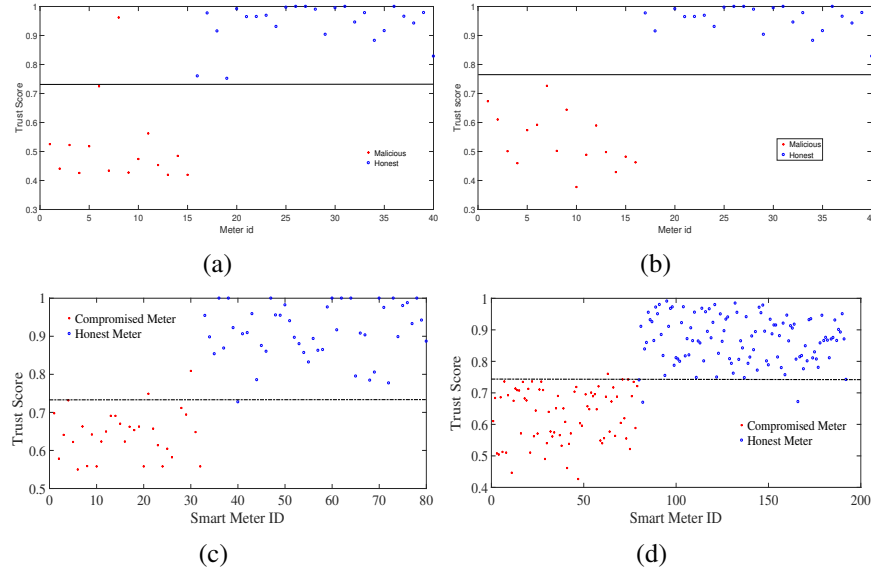 1
0.9
0.8
0.7
0.6
0.5
0.4
0.3
Trust Score
Malicious
Honest
0 5 10 15 20 25 30 35 40
Meter id
(a)
1
0.9
0.8
0.7
0.6
0.5
0.4
0.3
Trust score
Malicious
Honest
0 5 10 15 20 25 30 35 40
Meter id
(b)
1
0.9
0.8
0.7
0.6
0.5
Trust Score
Compromised Meter
Honest Meter
0 10 20 30 40 50 60 70 80
Smart Meter ID
(c)
1
0.9
0.8
0.7
0.6
0.5
0.4
Trust Score
Compromised Meter
Honest Meter
0 50 100 150 200
Smart Meter ID
(d)